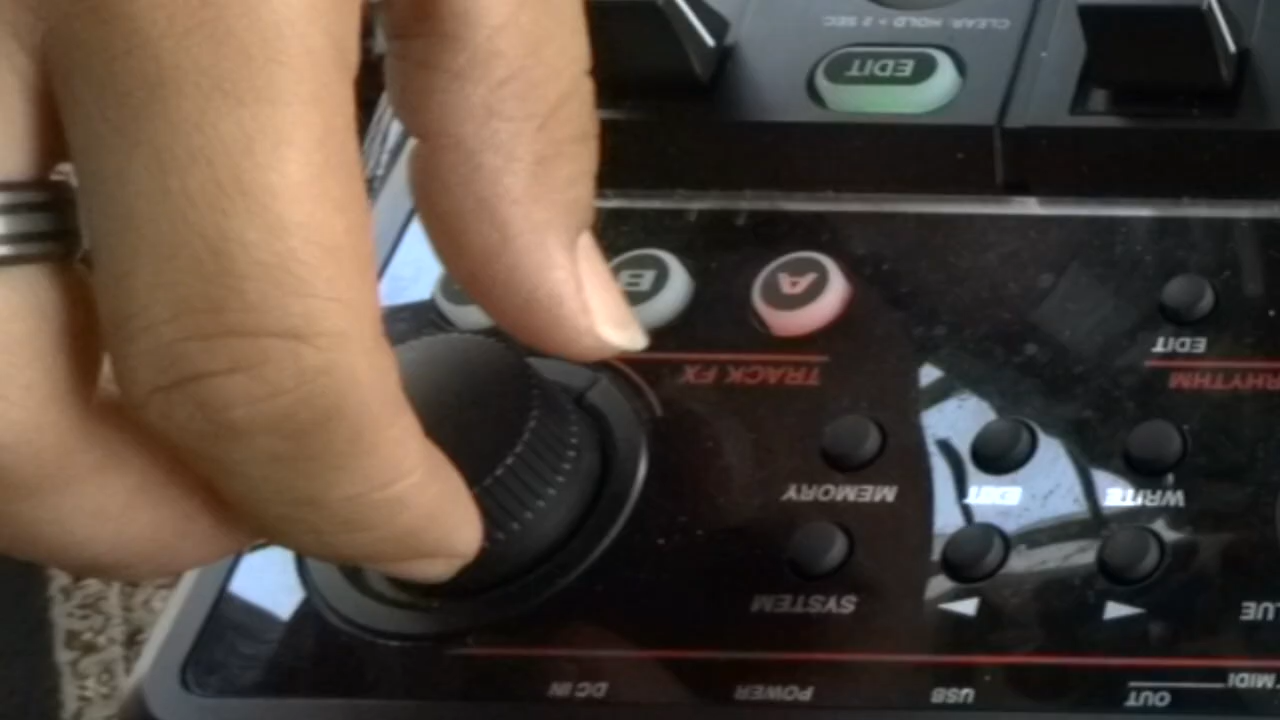 MIDI
OUT USB POWER DC IN
◀ ▶ SYSTEM
WRITE EXIT MEMORY
RHYTHM TRACK FX
EDIT
A B
EDIT
CLEAR: HOLD > 2 SEC